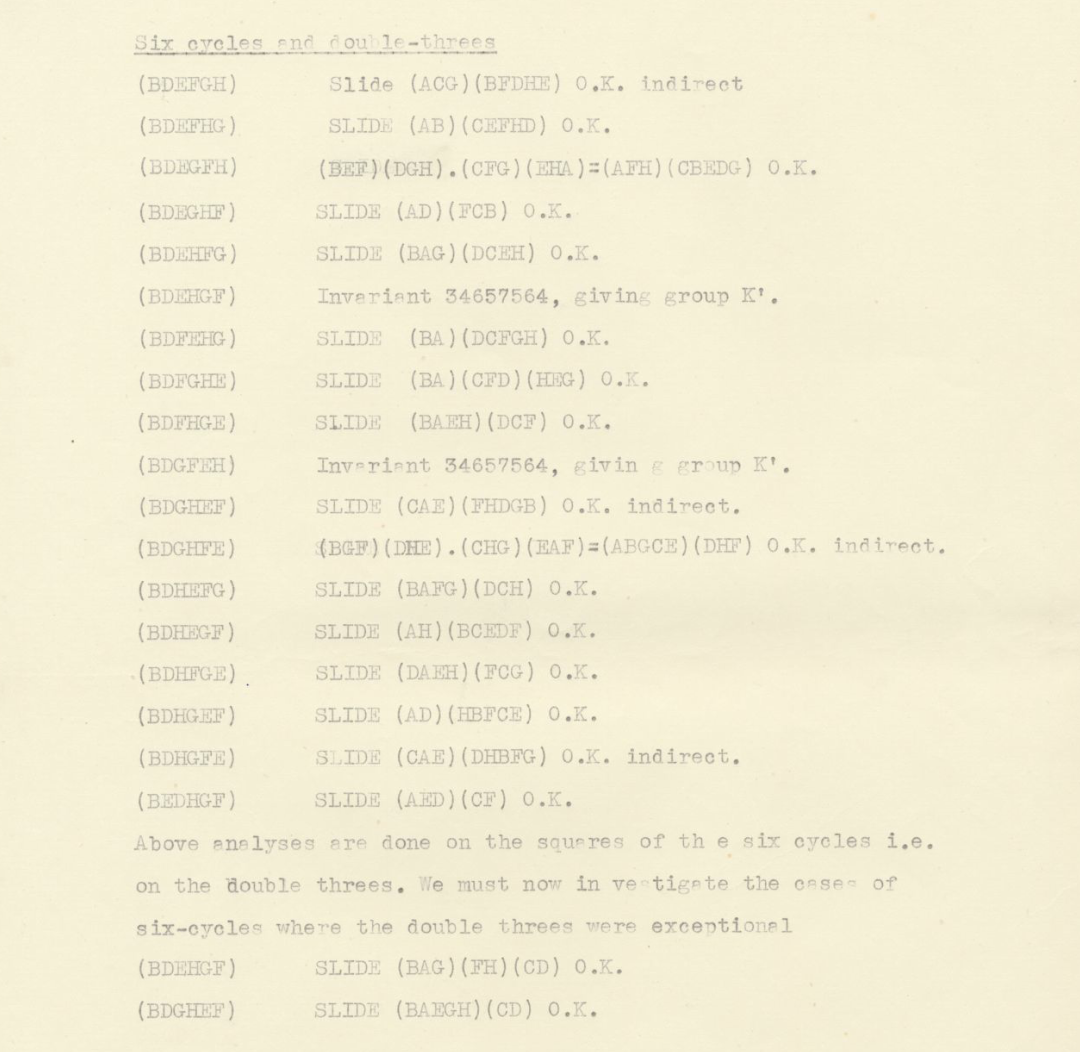 Six cycles and double-threes
(BDEFGH) Slide (ACG)(BFDHE) O.K. indirect
(BDEFHG) SLIDE (AB)(CEFHD) O.K.
(BDEGFH) (BEF)(DGH).(CFG)(EHA)=(AFH)(CBEDG) O.K.
(BDEGHF) SLIDE (AD)(FCB) O.K.
(BDEHFG) SLIDE (BAG)(DCEH) O.K.
(BDEHGF) Invariant 34657564, giving group K'.
(BDFEHG) SLIDE (BA)(DCFGH) O.K.
(BDFGHE) SLIDE (BA)(CFD)(HEG) O.K.
(BDFHGE) SLIDE (BAEH)(DCF) O.K.
(BDGFEH) Invariant 34657564, givin g group K'.
(BDGHEF) SLIDE (CAE)(FHDGB) O.K. indirect.
(BDGHFE) (BGF)(DHE).(CHG)(EAF)=(ABGCE)(DHF) O.K. indirect.
(BDHEFG) SLIDE (BAFG)(DCH) O.K.
(BDHEGF) SLIDE (AH)(BCEDF) O.K.
(BDHFGE) SLIDE (DAEH)(FCG) O.K.
(BDHGEF) SLIDE (AD)(HBFCE) O.K.
(BDHGFE) SLIDE (CAE)(DHBFG) O.K. indirect.
(BEDHGF) SLIDE (AED)(CF) O.K.
Above analyses are done on the squares of th e six cycles i.e.
on the double threes. We must now in vestigate the cases of
six-cycles where the double threes were exceptional
(BDEHGF) SLIDE (BAG)(FH)(CD) O.K.
(BDGHEF) SLIDE (BAEGH)(CD) O.K.